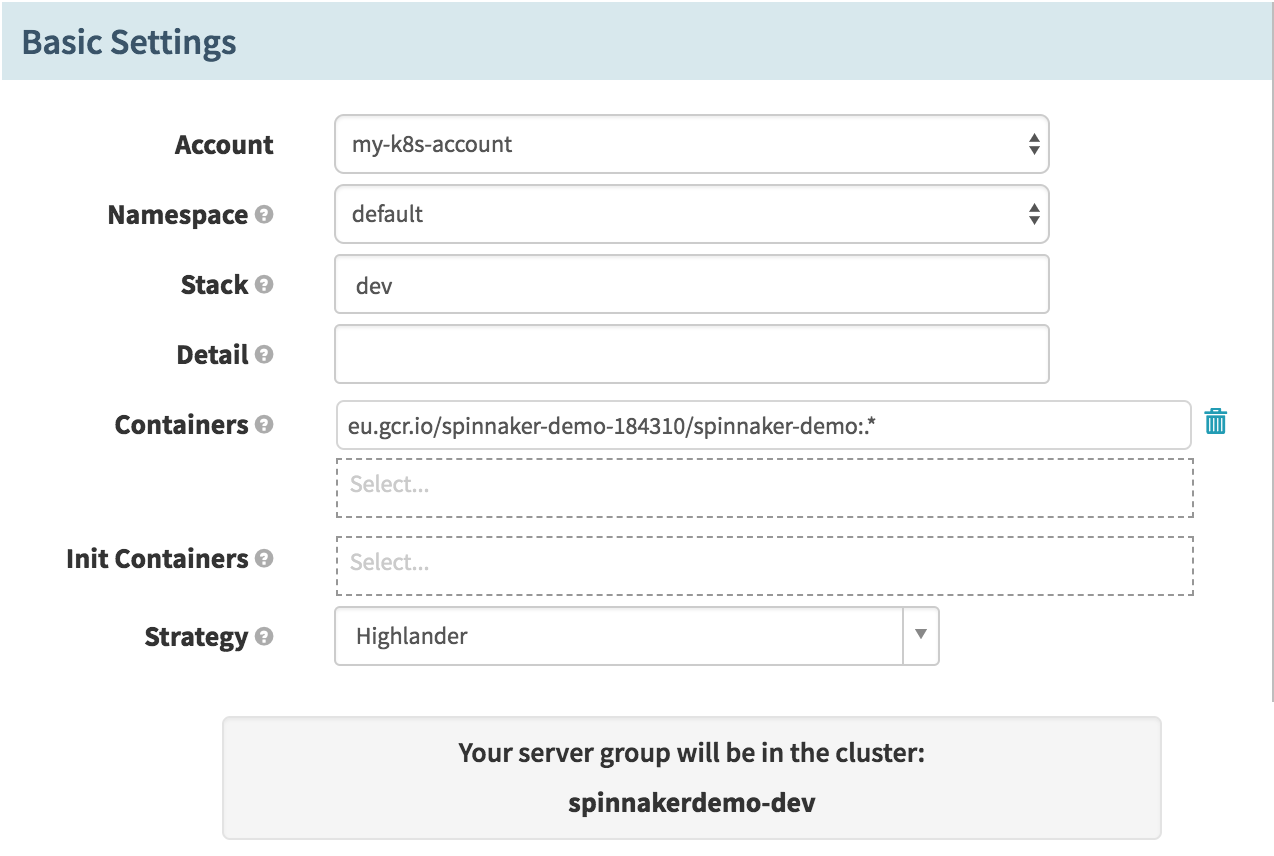 Basic Settings
Account my-k8s-account
Namespace ? default
Stack ? dev
Detail ?
Containers ? eu.gcr.io/spinnaker-demo-184310/spinnaker-demo:.*
Select...
Init Containers ? Select...
Strategy ? Highlander
Your server group will be in the cluster:
spinnakerdemo-dev